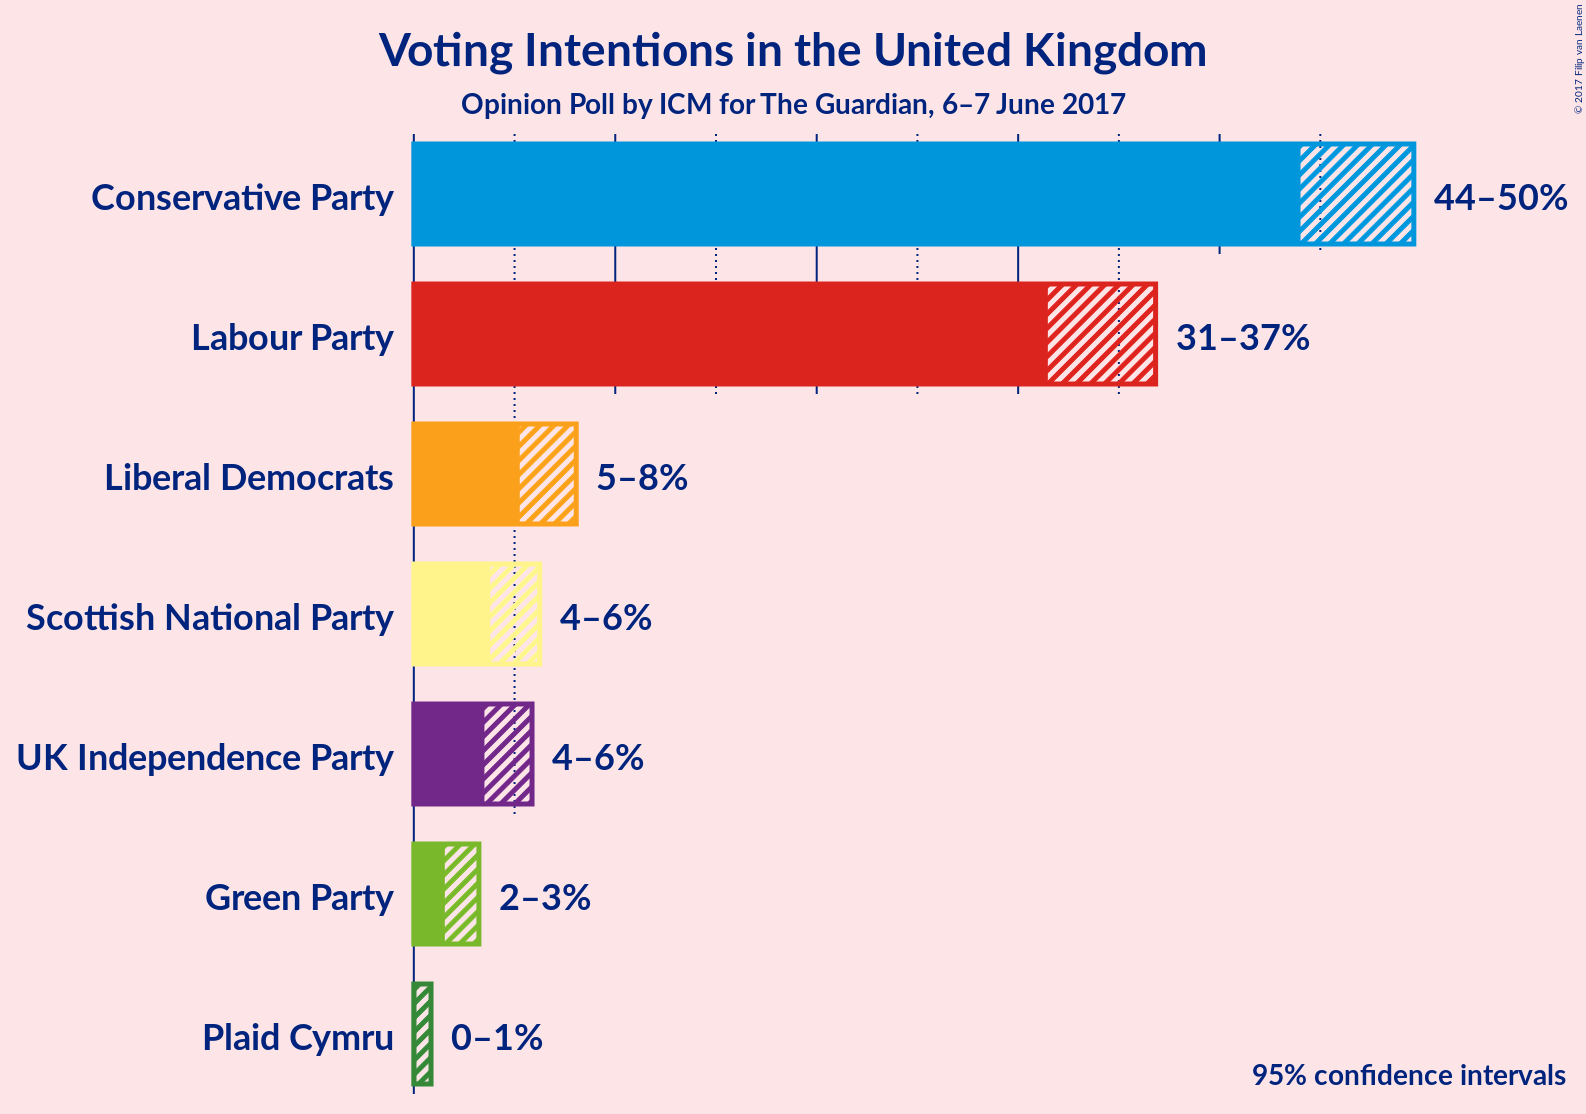 Voting Intentions in the United Kingdom
Opinion Poll by ICM for The Guardian, 6–7 June 2017
© 2017 Filip van Laenen
Conservative Party 44–50%
Labour Party 31–37%
Liberal Democrats 5–8%
Scottish National Party 4–6%
UK Independence Party 4–6%
Green Party 2–3%
Plaid Cymru 0–1%
95% confidence intervals